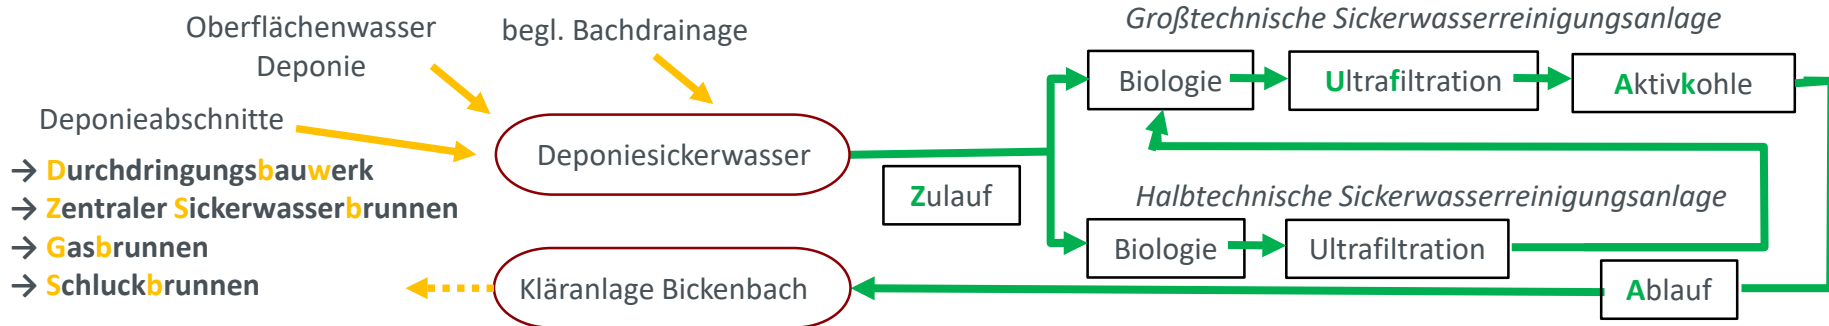 Oberflächenwasser
Deponie
begl. Bachdrainage
Deponieabschnitte
→ Durchdringungsbauwerk
→ Zentraler Sickerwasserbrunnen
→ Gasbrunnen
→ Schluckbrunnen
Deponiesickerwasser
Kläranlage Bickenbach
Zulauf
Großtechnische Sickerwasserreinigungsanlage
Biologie
Ultrafiltration
Aktivkohle
Halbtechnische Sickerwasserreinigungsanlage
Biologie
Ultrafiltration
Ablauf